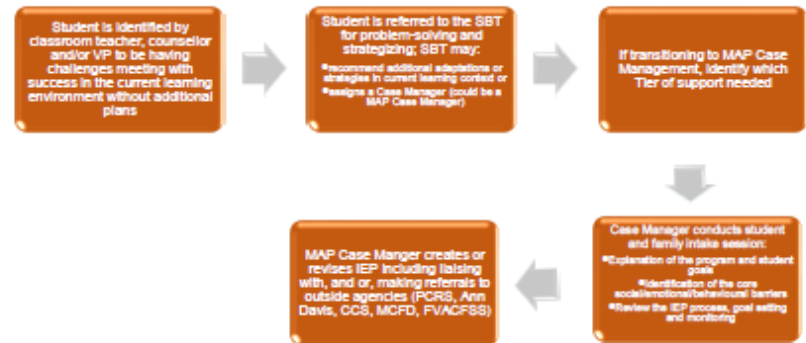 Student is identified by
classroom teacher, counsellor
and/or VP to be having
challenges meeting with
success in the current learning
environment without additional
plans
Student is referred to the SBT
for problem-solving and
strategizing; SBT may:
•recommend additional adaptations or
strategies in current learning context or
•assigns a Case Manager (could be a
MAP Case Manager)
If transitioning to MAP Case
Management, identify which
Tier of support needed
Case Manager conducts student
and family intake session:
•Explanation of the program and student
goals
•Identification of the core
social/emotional/behavioural barriers
•Review the IEP process, goal setting
and monitoring
MAP Case Manger creates or
revises IEP including liaising
with, and or, making referrals to
outside agencies (PCRS, Ann
Davis, CCS, MCFD, FVACFSS)